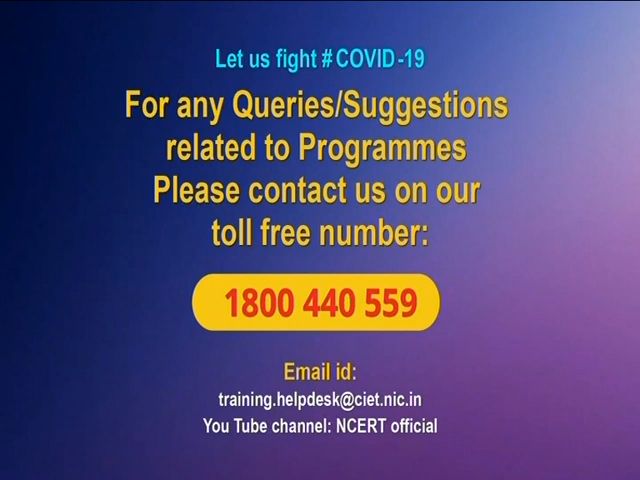 Let us fight #COVID-19
For any Queries/Suggestions
related to Programmes
Please contact us on our
toll free number:
1800 440 559
Email id:
training.helpdesk@ciet.nic.in
You Tube channel: NCERT official